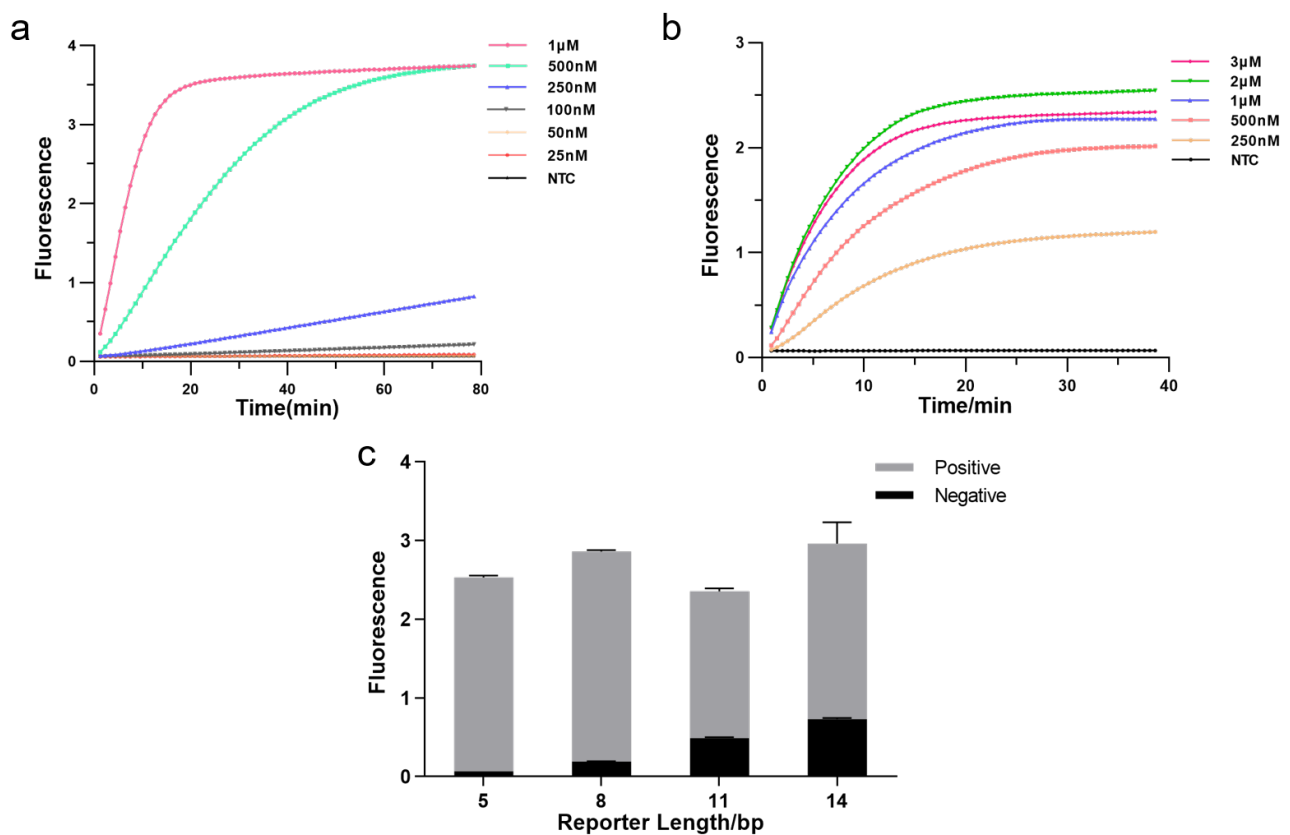 a
4
3
2
1
0
Fluorescence
0
20
40
60
80
Time(min)
1μM
500nM
250nM
100nM
50nM
25nM
NTC
b
3
2
1
0
Fluorescence
0
10
20
30
40
Time/min
3μM
2μM
1μM
500nM
250nM
NTC
c
4
3
2
1
0
Fluorescence
5
8
11
14
Reporter Length/bp
Positive
Negative